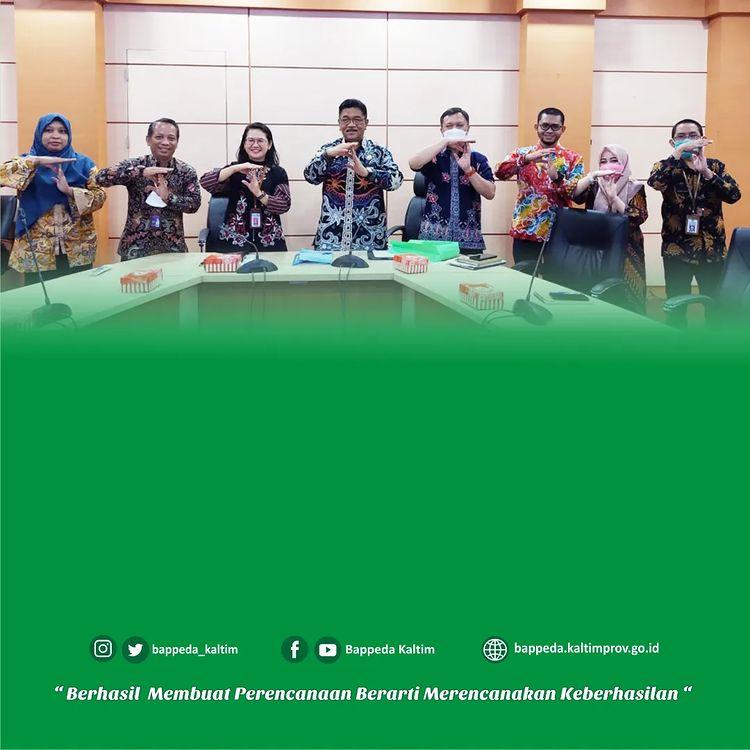 bappeda_kaltim
Bappeda Kaltim
bappeda.kaltimprov.go.id
“ Berhasil Membuat Perencanaan Berarti Merencanakan Keberhasilan “